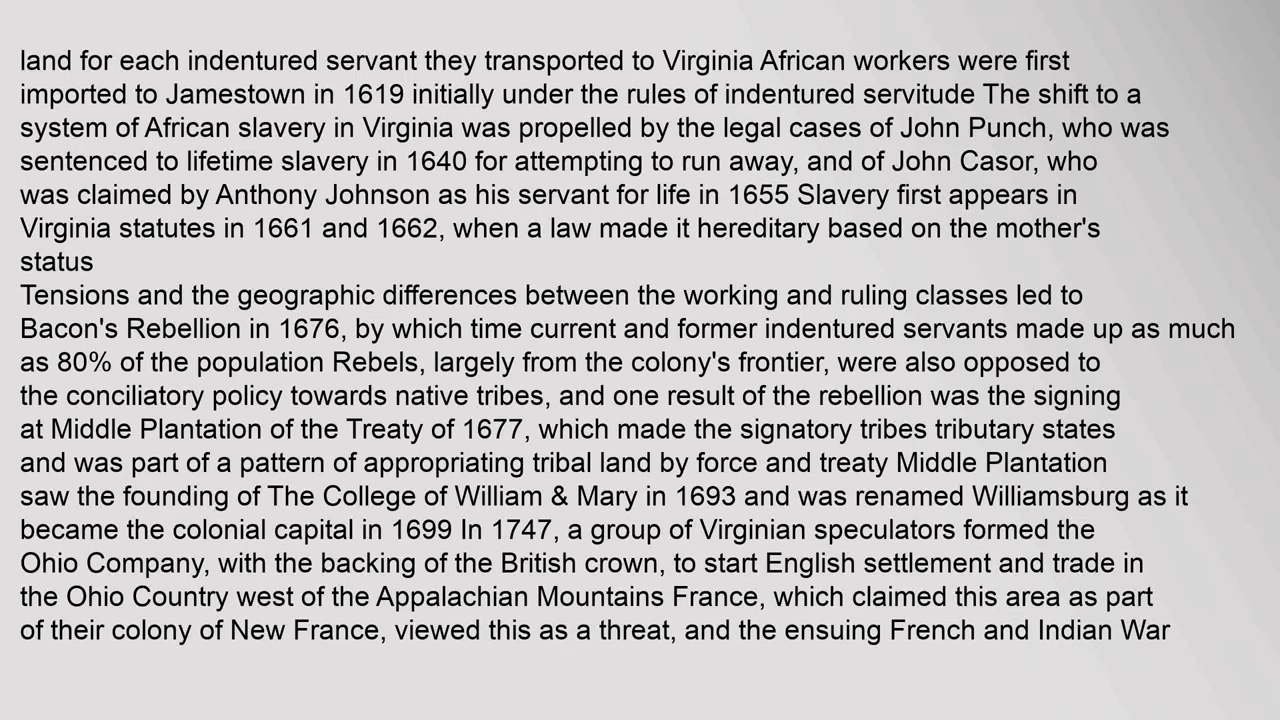 land for each indentured servant they transported to Virginia African workers were first
imported to Jamestown in 1619 initially under the rules of indentured servitude The shift to a
system of African slavery in Virginia was propelled by the legal cases of John Punch, who was
sentenced to lifetime slavery in 1640 for attempting to run away, and of John Casor, who
was claimed by Anthony Johnson as his servant for life in 1655 Slavery first appears in
Virginia statutes in 1661 and 1662, when a law made it hereditary based on the mother's
status
Tensions and the geographic differences between the working and ruling classes led to
Bacon's Rebellion in 1676, by which time current and former indentured servants made up as much
as 80% of the population Rebels, largely from the colony's frontier, were also opposed to
the conciliatory policy towards native tribes, and one result of the rebellion was the signing
at Middle Plantation of the Treaty of 1677, which made the signatory tribes tributary states
and was part of a pattern of appropriating tribal land by force and treaty Middle Plantation
saw the founding of The College of William & Mary in 1693 and was renamed Williamsburg as it
became the colonial capital in 1699 In 1747, a group of Virginian speculators formed the
Ohio Company, with the backing of the British crown, to start English settlement and trade in
the Ohio Country west of the Appalachian Mountains France, which claimed this area as part
of their colony of New France, viewed this as a threat, and the ensuing French and Indian War